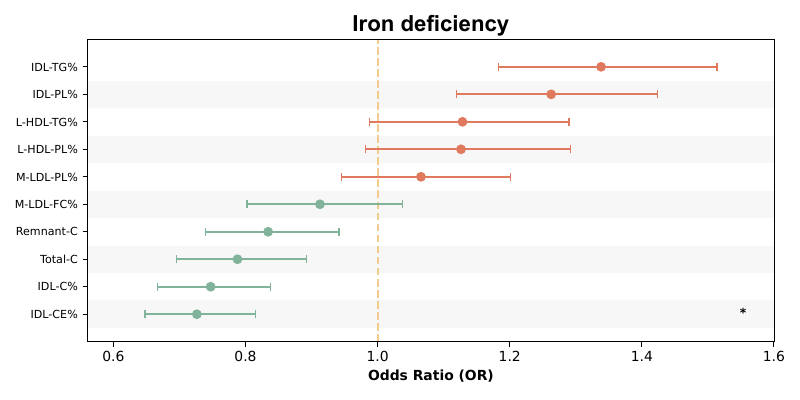 Iron deficiency
IDL-TG%
IDL-PL%
L-HDL-TG%
L-HDL-PL%
M-LDL-PL%
M-LDL-FC%
Remnant-C
Total-C
IDL-C%
IDL-CE% *
0.6 0.8 1.0 1.2 1.4 1.6
Odds Ratio (OR)